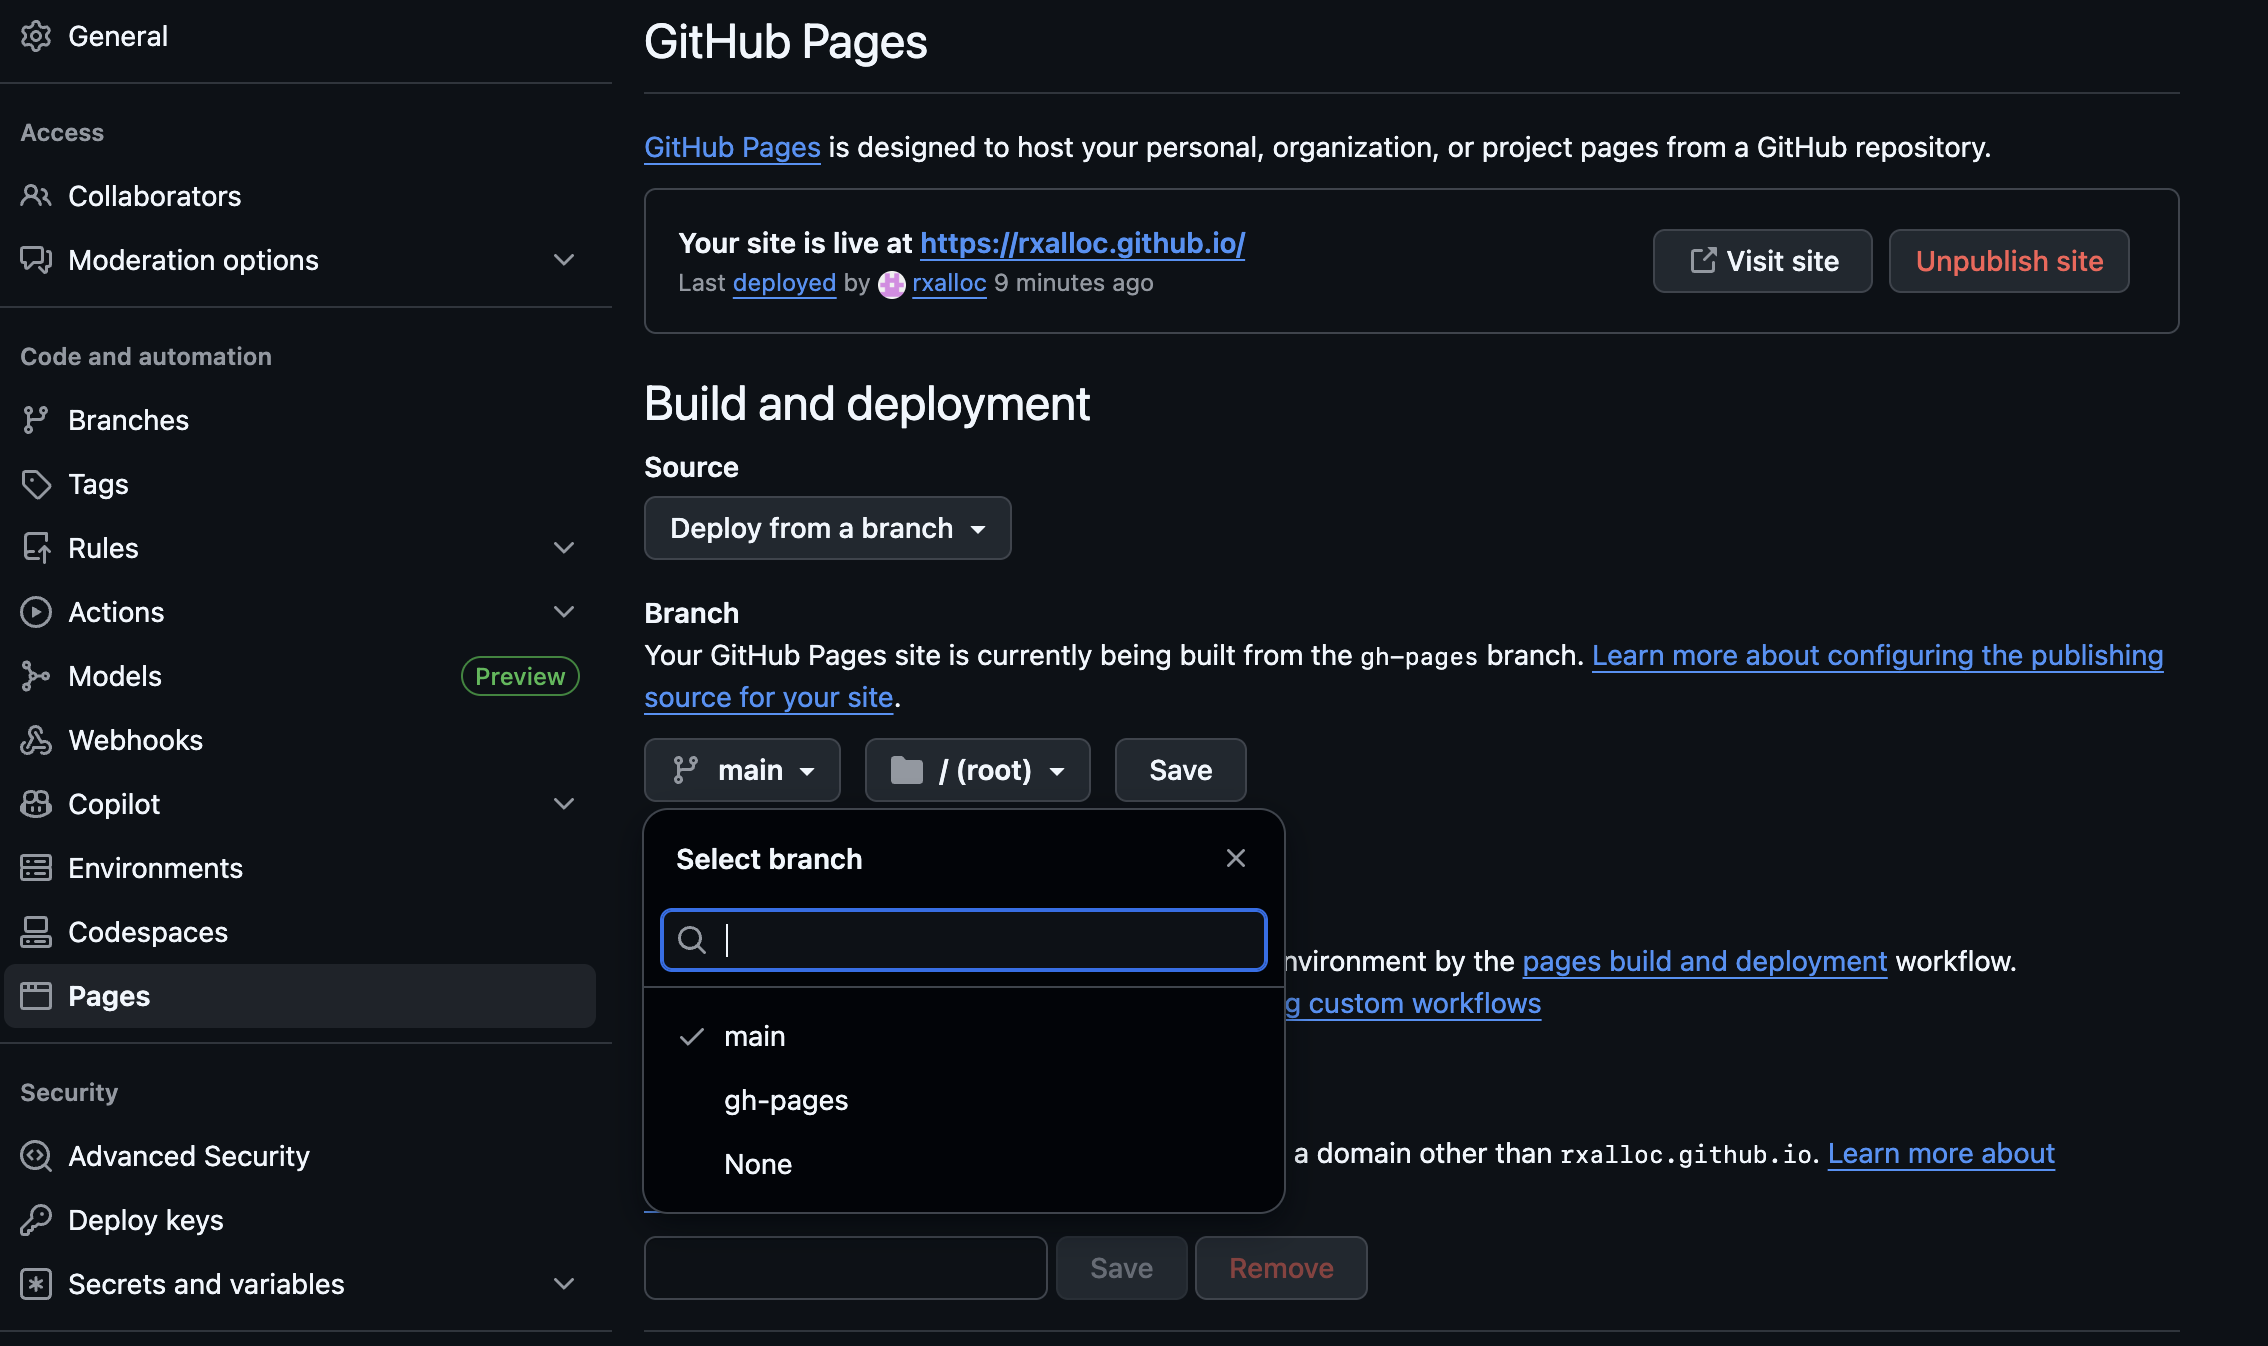 General
Access
Collaborators
Moderation options
Code and automation
Branches
Tags
Rules
Actions
Models Preview
Webhooks
Copilot
Environments
Codespaces
Pages
Security
Advanced Security
Deploy keys
Secrets and variables
GitHub Pages
GitHub Pages is designed to host your personal, organization, or project pages from a GitHub repository.
Your site is live at https://rxalloc.github.io/
Last deployed by rxalloc 9 minutes ago
Visit site
Unpublish site
Build and deployment
Source
Deploy from a branch
Branch
Your GitHub Pages site is currently being built from the gh-pages branch. Learn more about configuring the publishing
source for your site.
main / (root) Save
Select branch
main
gh-pages
None
nvironment by the pages build and deployment workflow.
g custom workflows
a domain other than rxalloc.github.io. Learn more about
Save Remove